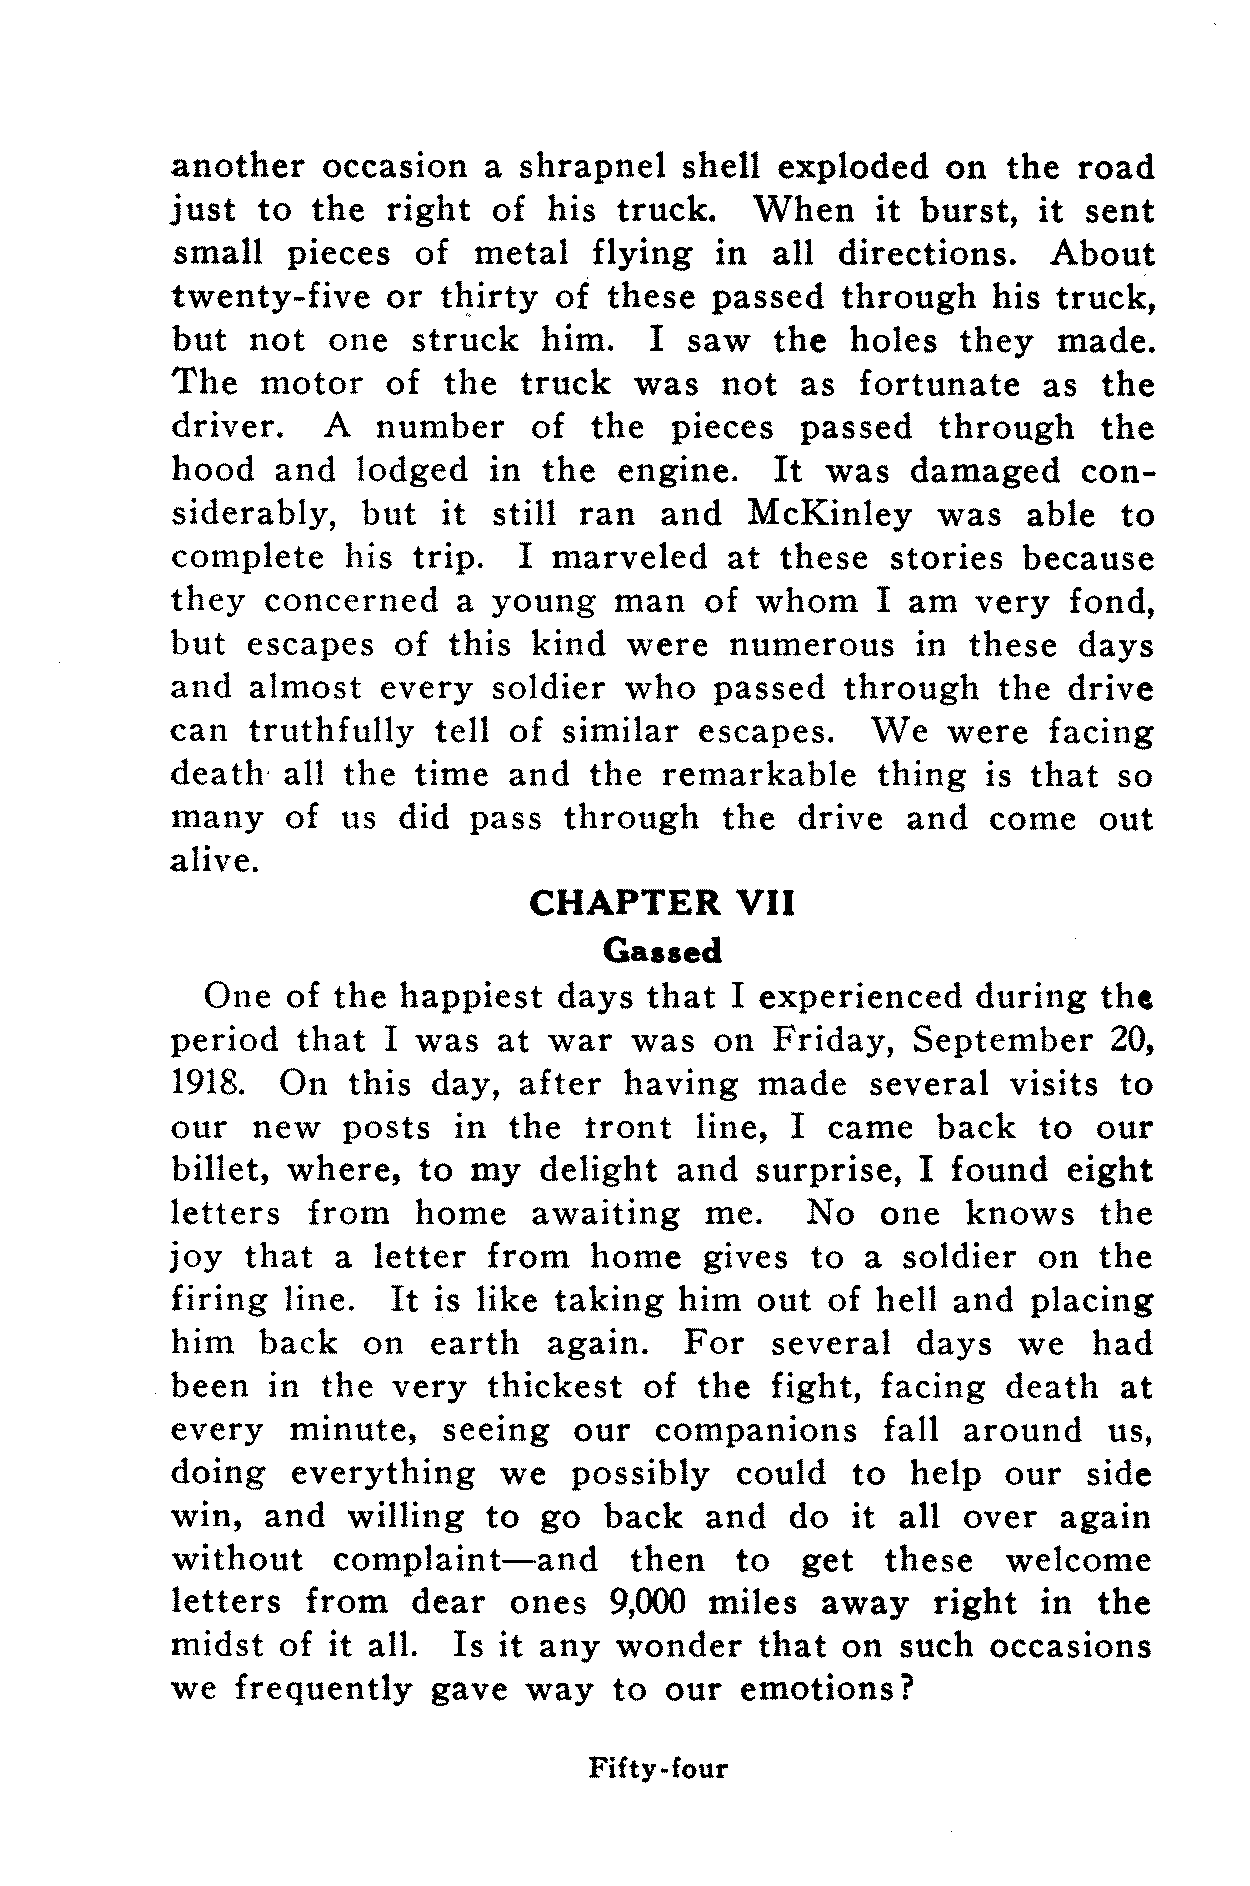 another occasion a shrapnel shell exploded on the road
just to the right of his truck. When it burst, it sent
small pieces of metal flying in all directions. About
twenty-five or thirty of these passed through his truck,
but not one struck him. I saw the holes they made.
The motor of the truck was not as fortunate as the
driver. A number of the pieces passed through the
hood and lodged in the engine. It was damaged con-
siderably, but it still ran and McKinley was able to
complete his trip. I marveled at these stories because
they concerned a young man of whom I am very fond,
but escapes of this kind were numerous in these days
and almost every soldier who passed through the drive
can truthfully tell of similar escapes. We were facing
death all the time and the remarkable thing is that so
many of us did pass through the drive and come out
alive.
CHAPTER VII
Gassed
One of the happiest days that I experienced during the
period that I was at war was on Friday, September 20,
1918. On this day, after having made several visits to
our new posts in the tront line, I came back to our
billet, where, to my delight and surprise, I found eight
letters from home awaiting me. No one knows the
joy that a letter from home gives to a soldier on the
firing line. It is like taking him out of hell and placing
him back on earth again. For several days we had
been in the very thickest of the fight, facing death at
every minute, seeing our companions fall around us,
doing everything we possibly could to help our side
win, and willing to go back and do it all over again
without complaint—and then to get these welcome
letters from dear ones 9,000 miles away right in the
midst of it all. Is it any wonder that on such occasions
we frequently gave way to our emotions?
Fifty-four